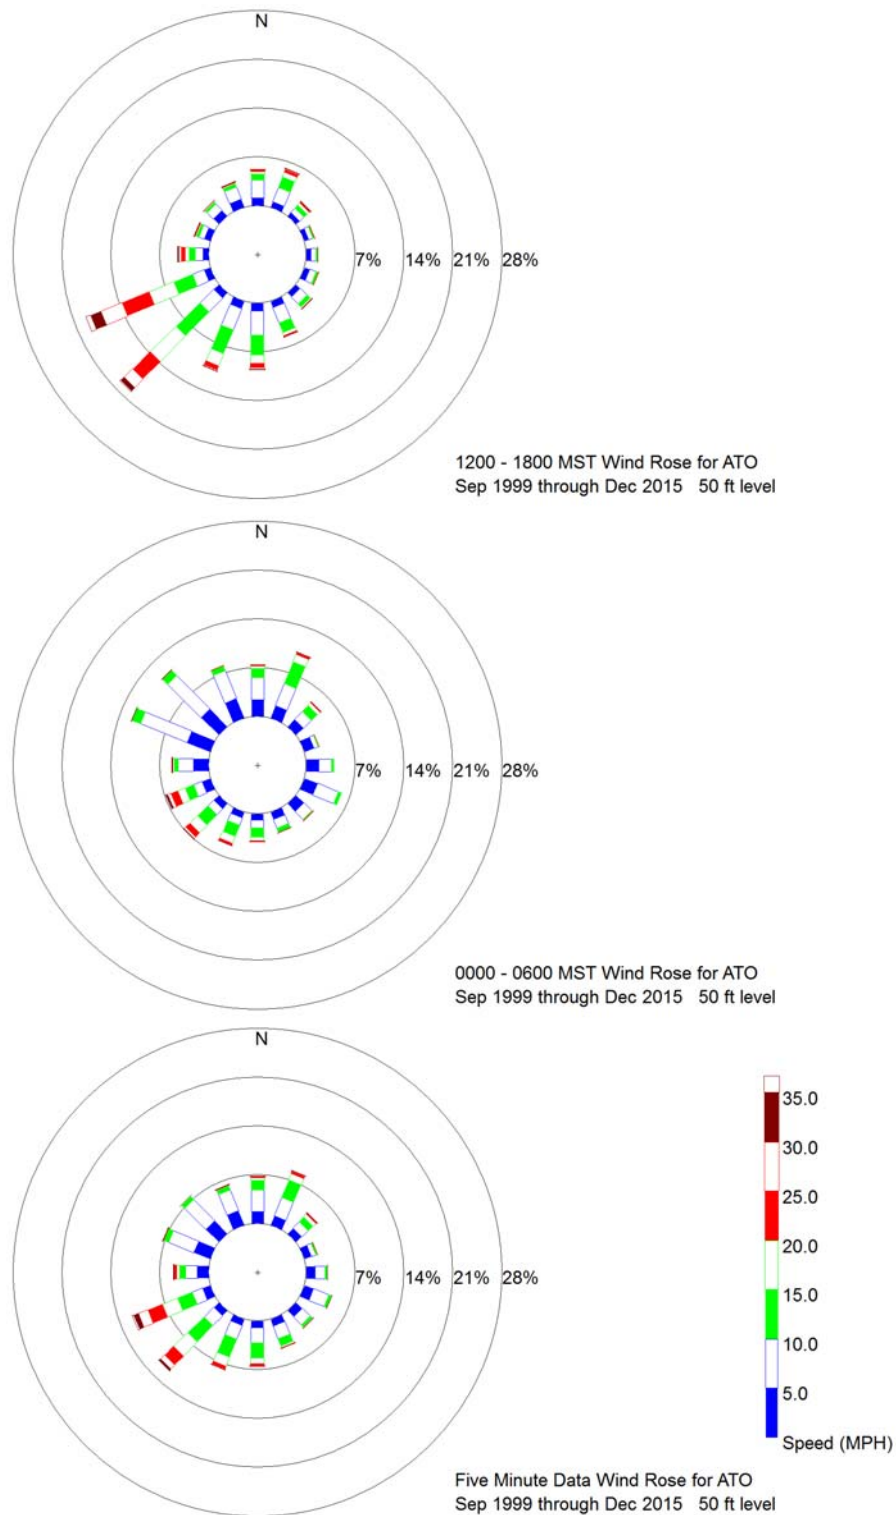 N
7% 14% 21% 28%
1200 - 1800 MST Wind Rose for ATO
Sep 1999 through Dec 2015 50 ft level
N
7% 14% 21% 28%
0000 - 0600 MST Wind Rose for ATO
Sep 1999 through Dec 2015 50 ft level
N
7% 14% 21% 28%
35.0
30.0
25.0
20.0
15.0
10.0
5.0
Speed (MPH)
Five Minute Data Wind Rose for ATO
Sep 1999 through Dec 2015 50 ft level